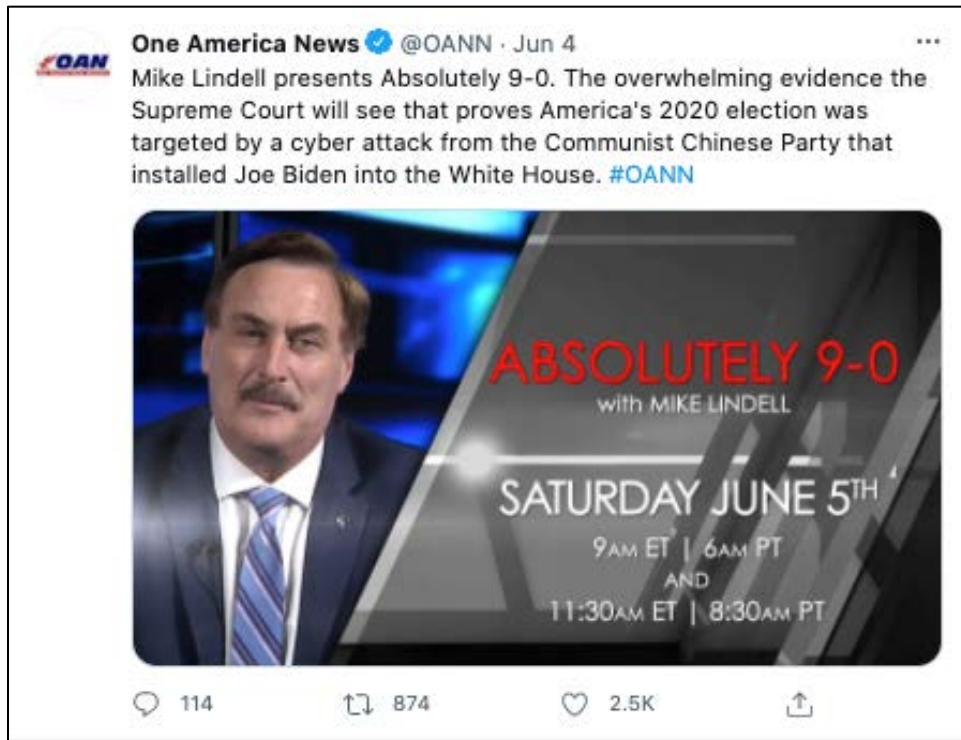 One America News @OANN · Jun 4
OAN
Mike Lindell presents Absolutely 9-0. The overwhelming evidence the
Supreme Court will see that proves America's 2020 election was
targeted by a cyber attack from the Communist Chinese Party that
installed Joe Biden into the White House. #OANN
ABSOLUTELY 9-0
with MIKE LINDELL
SATURDAY JUNE 5TH
9AM ET | 6AM PT
AND
11:30AM ET | 8:30AM PT
114 874 2.5K